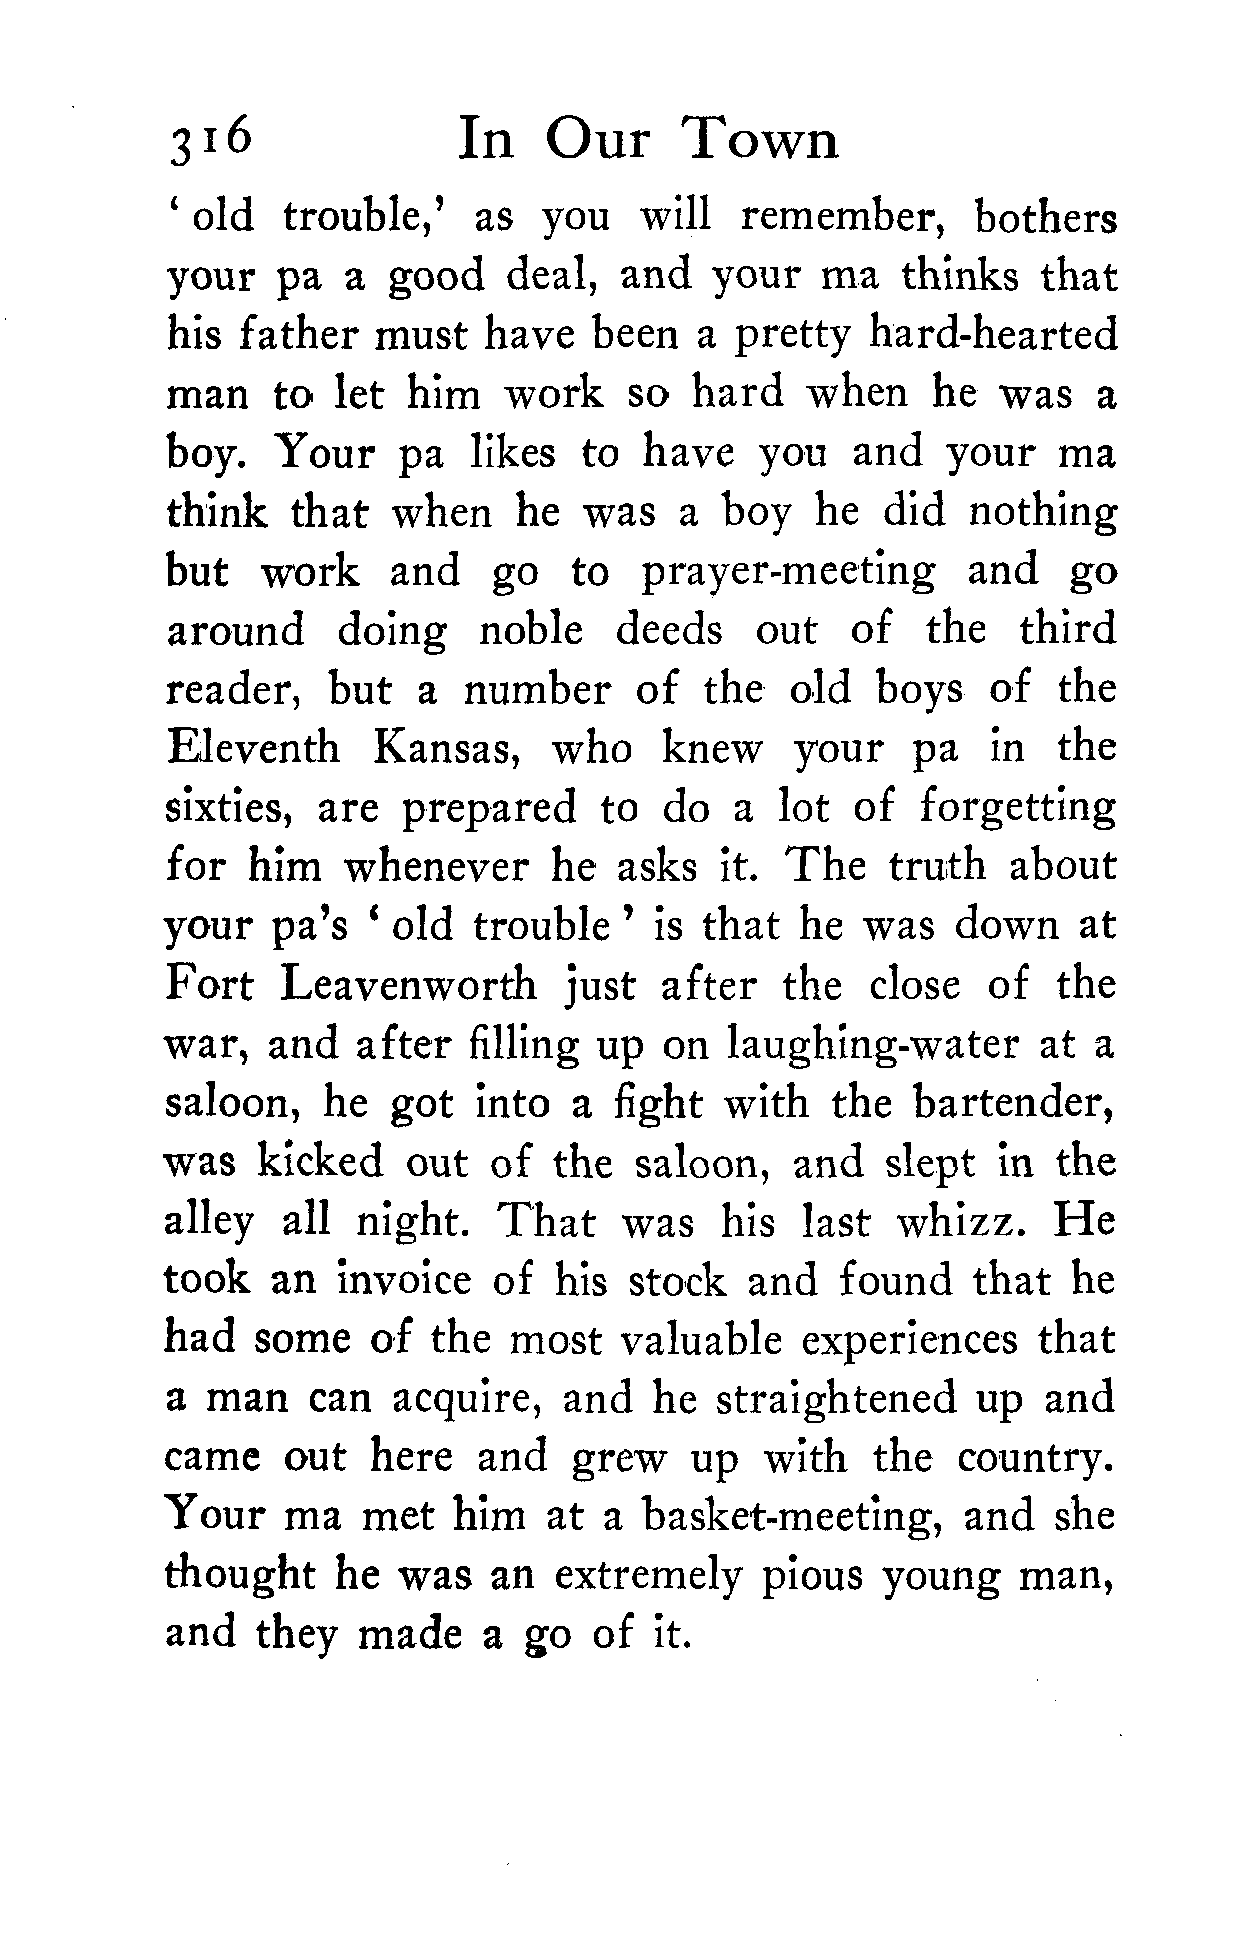 316 In Our Town
‘ old trouble,’ as you will remember, bothers
your pa a good deal, and your ma thinks that
his father must have been a pretty hard-hearted
man to let him work so hard when he was a
boy. Your pa likes to have you and your ma
think that when he was a boy he did nothing
but work and go to prayer-meeting and go
around doing noble deeds out of the third
reader, but a number of the old boys of the
Eleventh Kansas, who knew your pa in the
sixties, are prepared to do a lot of forgetting
for him whenever he asks it. The truth about
your pa’s ‘ old trouble ’ is that he was down at
Fort Leavenworth just after the close of the
war, and after filling up on laughing-water at a
saloon, he got into a fight with the bartender,
was kicked out of the saloon, and slept in the
alley all night. That was his last whizz. He
took an invoice of his stock and found that he
had some of the most valuable experiences that
a man can acquire, and he straightened up and
came out here and grew up with the country.
Your ma met him at a basket-meeting, and she
thought he was an extremely pious young man,
and they made a go of it.